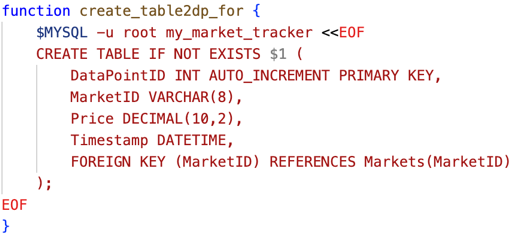 function create_table2dp_for {
    $MYSQL -u root my_market_tracker <<EOF
    CREATE TABLE IF NOT EXISTS $1 (
        DataPointID INT AUTO_INCREMENT PRIMARY KEY,
        MarketID VARCHAR(8),
        Price DECIMAL(10,2),
        Timestamp DATETIME,
        FOREIGN KEY (MarketID) REFERENCES Markets(MarketID)
    );
EOF
}